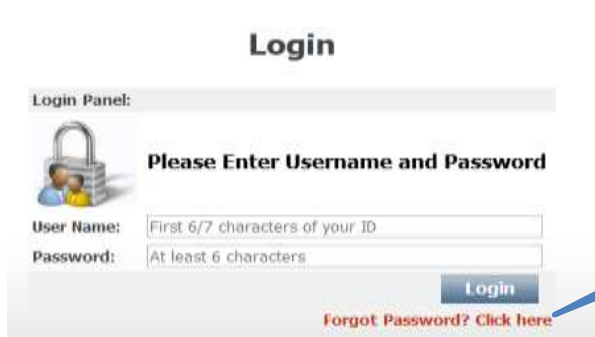 Login
Login Panel:
Please Enter Username and Password
User Name: First 6/7 characters of your ID
Password: At least 6 characters
Login
Forgot Password? Click here